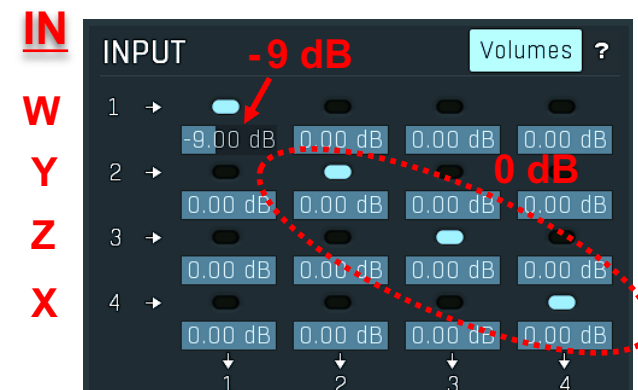 IN
INPUT Volumes ?
- 9 dB
W 1 →
-9.00 dB 0.00 dB 0.00 dB 0.00 dB
Y 2 → 0 dB
0.00 dB 0.00 dB 0.00 dB 0.00 dB
Z 3 →
0.00 dB 0.00 dB 0.00 dB 0.00 dB
X 4 →
0.00 dB 0.00 dB 0.00 dB 0.00 dB
1 2 3 4